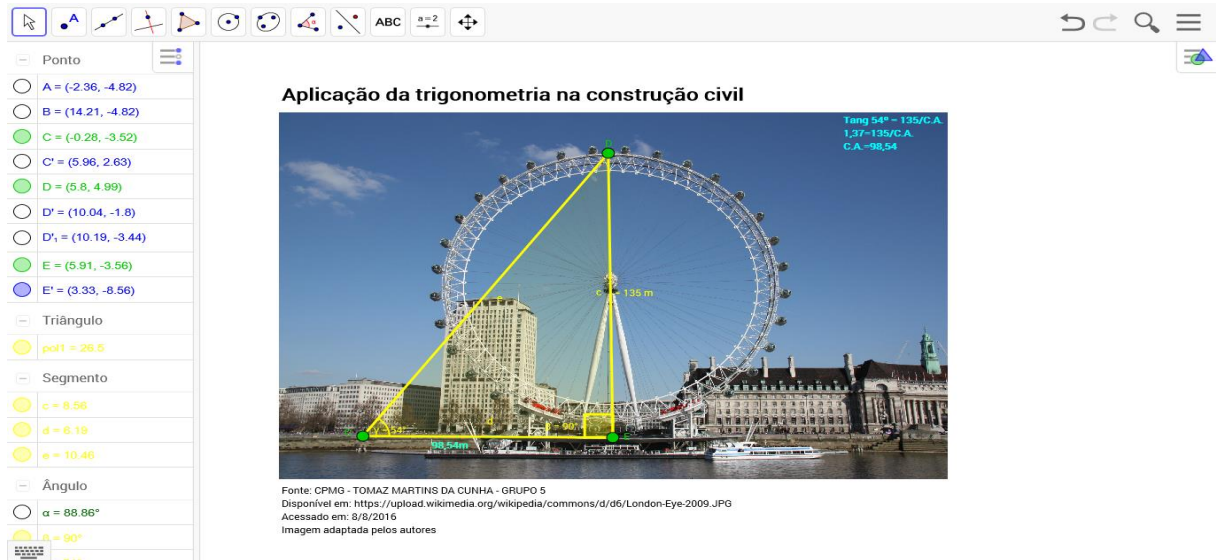 ABC
a=2
Ponto
A = (-2.36, -4.82)
B = (14.21, -4.82)
C = (-0.28, -3.52)
C' = (5.96, 2.63)
D = (5.8, 4.99)
D' = (10.04, -1.8)
D'₁ = (10.19, -3.44)
E = (5.91, -3.56)
E' = (3.33, -8.56)
Triângulo
pol1 = 26.5
Segmento
c = 8.56
d = 6.19
e = 10.46
Ângulo
α = 88.86°
β = 90°
Aplicação da trigonometria na construção civil
Tang 54º = 135/C.A.
1,37=135/C.A.
C.A.=98,54
D
e
c = 135 m
d
54°
β = 90°
E
98,54m
Fonte: CPMG - TOMAZ MARTINS DA CUNHA - GRUPO 5
Disponível em: https://upload.wikimedia.org/wikipedia/commons/d/d6/London-Eye-2009.JPG
Acessado em: 8/8/2016
Imagem adaptada pelos autores